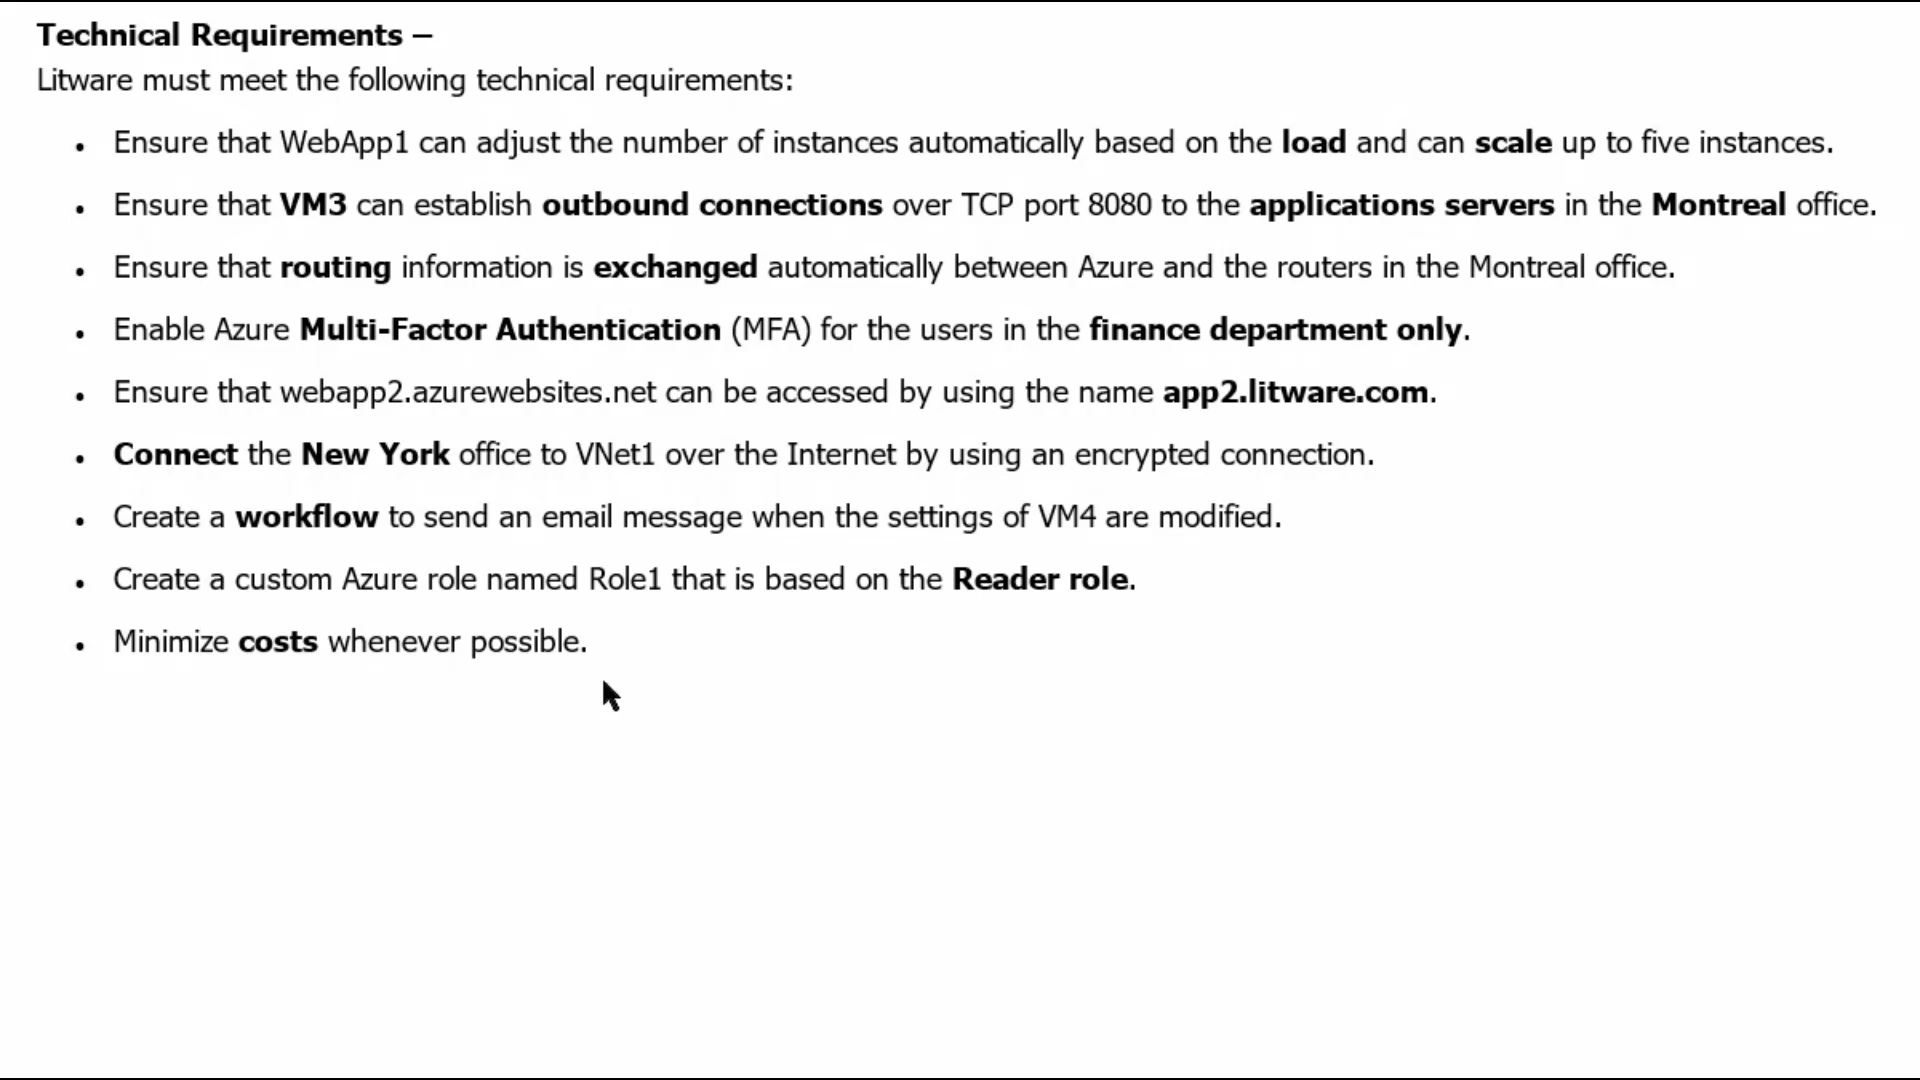 Technical Requirements –
Litware must meet the following technical requirements:
• Ensure that WebApp1 can adjust the number of instances automatically based on the load and can scale up to five instances.
• Ensure that VM3 can establish outbound connections over TCP port 8080 to the applications servers in the Montreal office.
• Ensure that routing information is exchanged automatically between Azure and the routers in the Montreal office.
• Enable Azure Multi-Factor Authentication (MFA) for the users in the finance department only.
• Ensure that webapp2.azurewebsites.net can be accessed by using the name app2.litware.com.
• Connect the New York office to VNet1 over the Internet by using an encrypted connection.
• Create a workflow to send an email message when the settings of VM4 are modified.
• Create a custom Azure role named Role1 that is based on the Reader role.
• Minimize costs whenever possible.